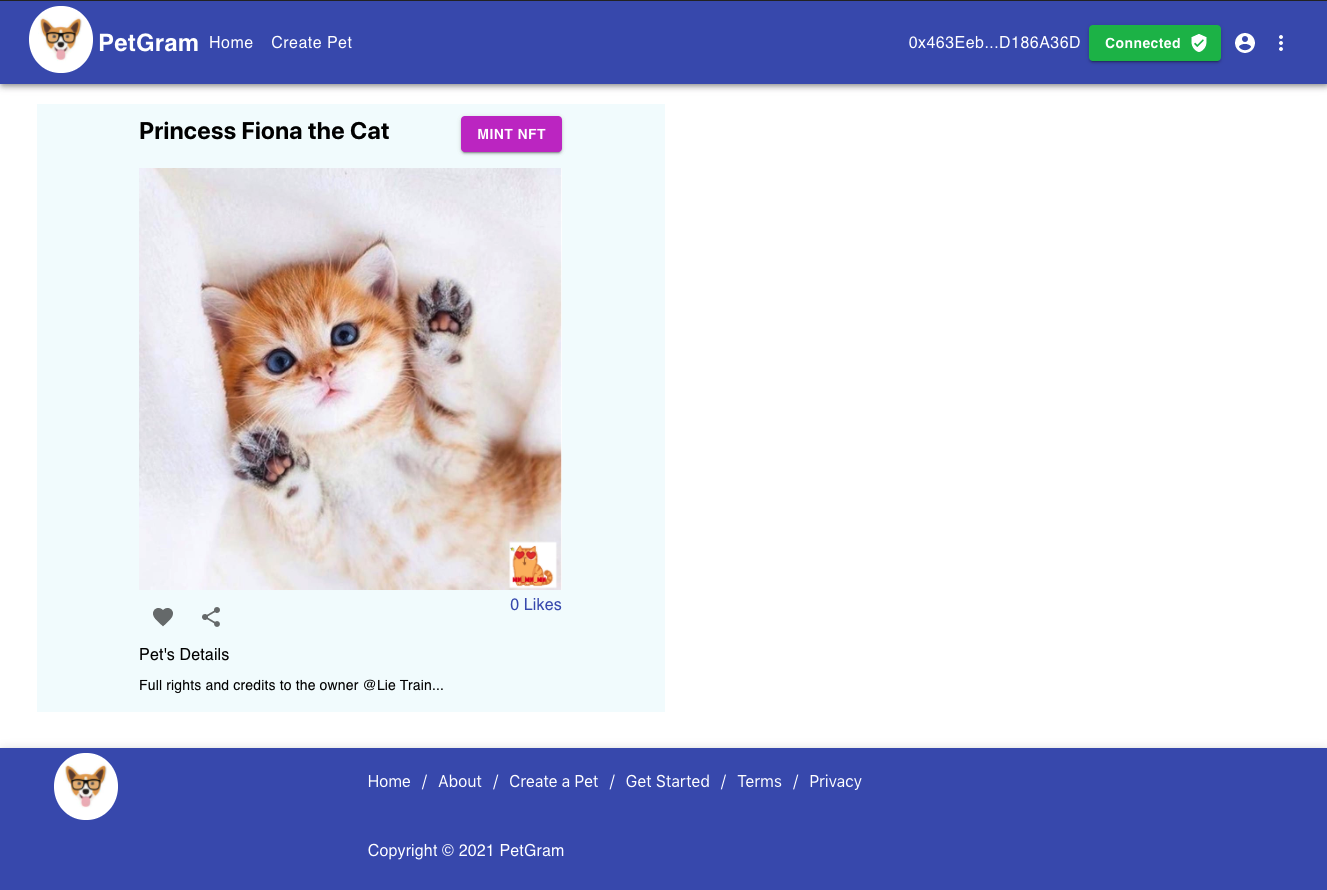 PetGram Home Create Pet 0x463Eeb...D186A36D Connected
Princess Fiona the Cat MINT NFT
0 Likes
Pet's Details
Full rights and credits to the owner @Lie Train...
Home / About / Create a Pet / Get Started / Terms / Privacy
Copyright © 2021 PetGram